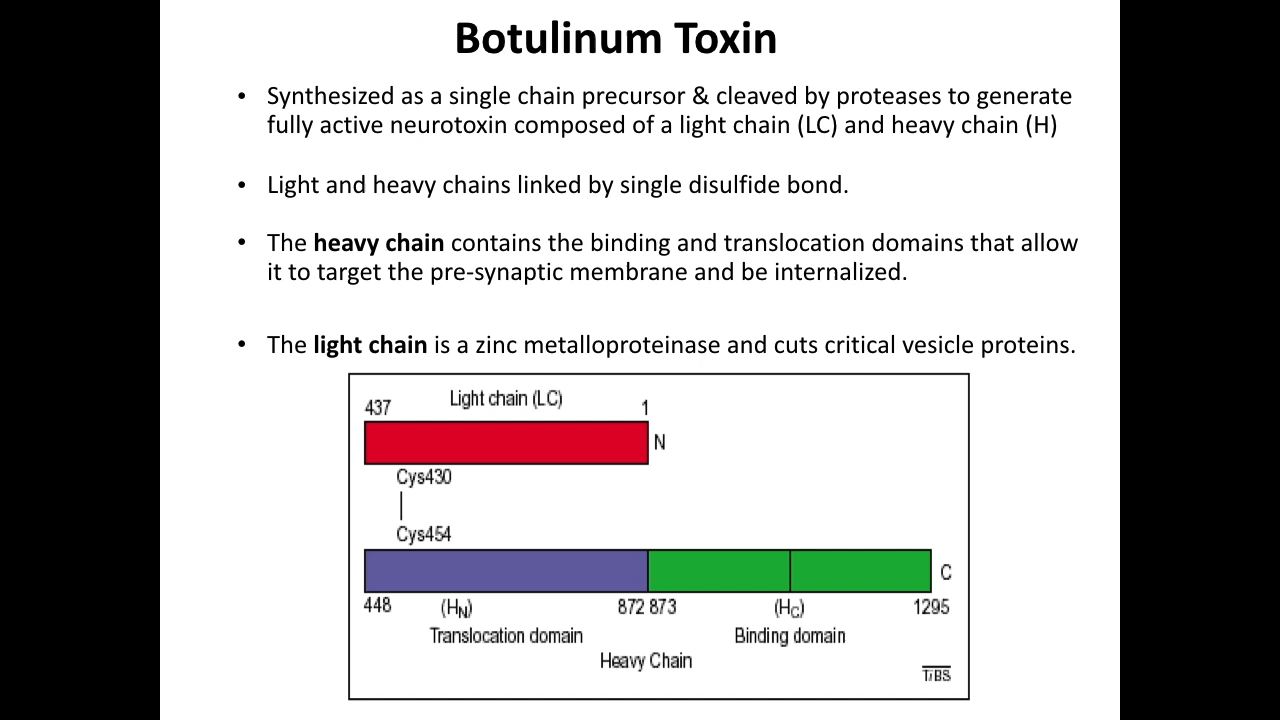 Botulinum Toxin
• Synthesized as a single chain precursor & cleaved by proteases to generate
fully active neurotoxin composed of a light chain (LC) and heavy chain (H)
• Light and heavy chains linked by single disulfide bond.
• The heavy chain contains the binding and translocation domains that allow
it to target the pre-synaptic membrane and be internalized.
• The light chain is a zinc metalloproteinase and cuts critical vesicle proteins.
437 Light chain (LC) 1
N
Cys430
Cys454
C
448 (HN) 872 873 (HC) 1295
Translocation domain Binding domain
Heavy Chain
TiBS